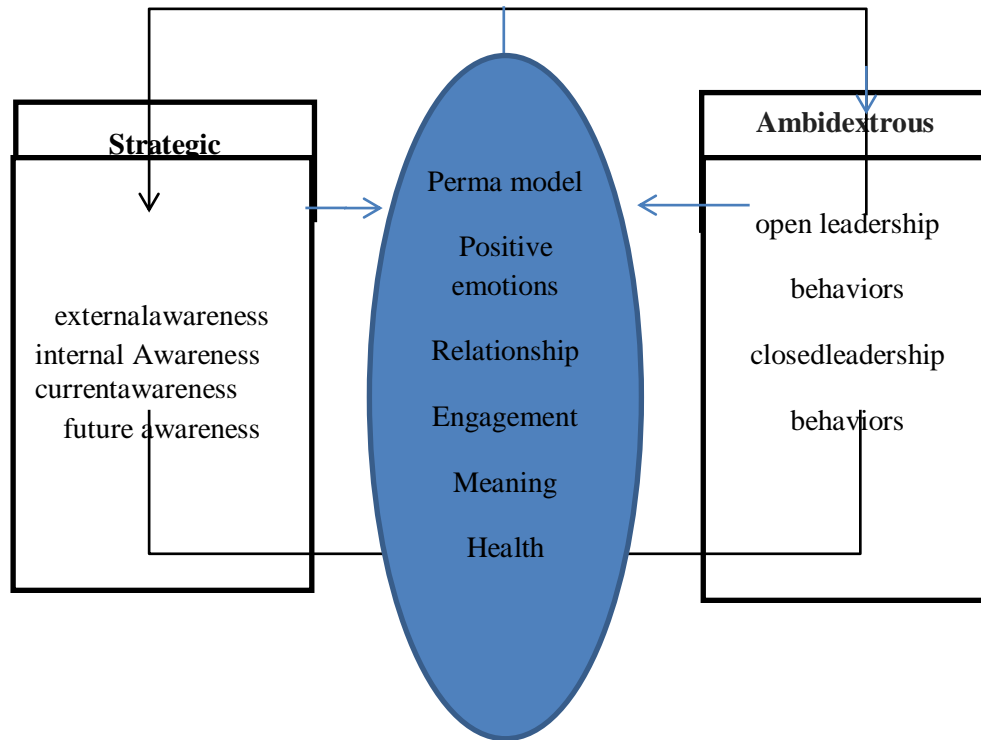 Strategic
externalawareness
internal Awareness
currentawareness
future awareness
Perma model
Positive
emotions
Relationship
Engagement
Meaning
Health
Ambidextrous
open leadership
behaviors
closedleadership
behaviors